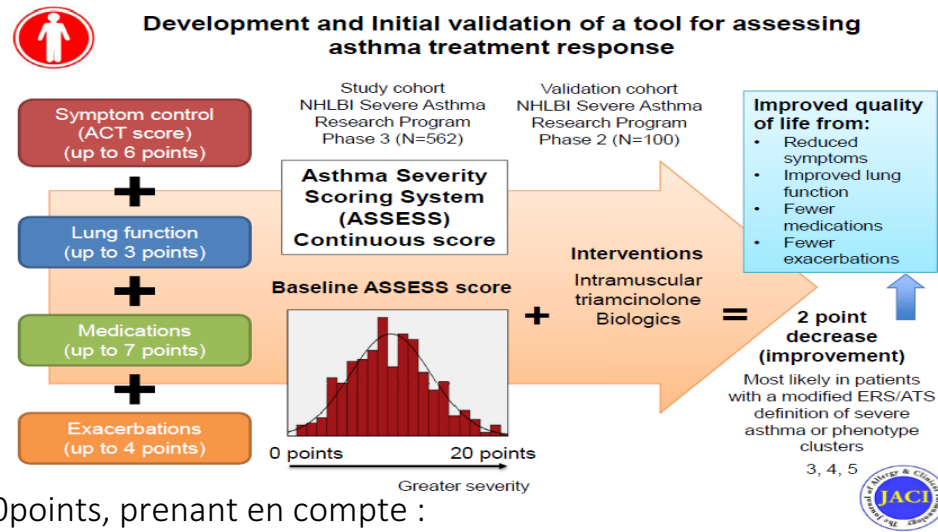 Development and Initial validation of a tool for assessing
asthma treatment response
Study cohort
NHLBI Severe Asthma
Research Program
Phase 3 (N=562)
Validation cohort
NHLBI Severe Asthma
Research Program
Phase 2 (N=100)
Symptom control
(ACT score)
(up to 6 points)
+
Lung function
(up to 3 points)
+
Medications
(up to 7 points)
+
Exacerbations
(up to 4 points)
Asthma Severity
Scoring System
(ASSESS)
Continuous score
Baseline ASSESS score
0 points
20 points
Greater severity
+
Interventions
Intramuscular
triamcinolone
Biologics
=
Improved quality
of life from:
• Reduced
symptoms
• Improved lung
function
• Fewer
medications
• Fewer
exacerbations
2 point
decrease
(improvement)
Most likely in patients
with a modified ERS/ATS
definition of severe
asthma or phenotype
clusters
3, 4, 5
JACI
points, prenant en compte :